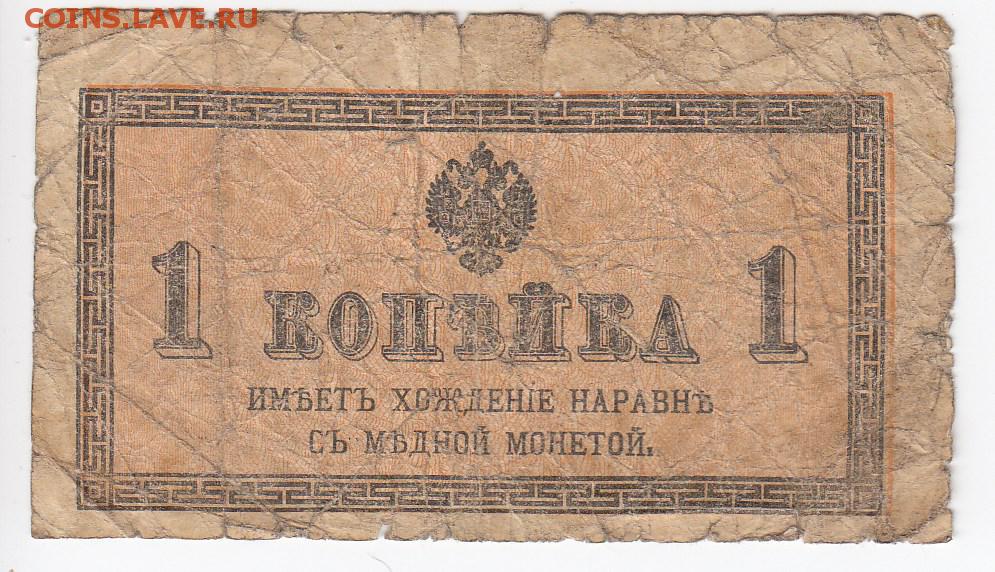 COINS.LAVE.RU
1 КОПѢЙКА 1
ИМѢЕТЪ ХОЖДЕНІЕ НАРАВНѢ
СЪ МѢДНОЙ МОНЕТОЙ.